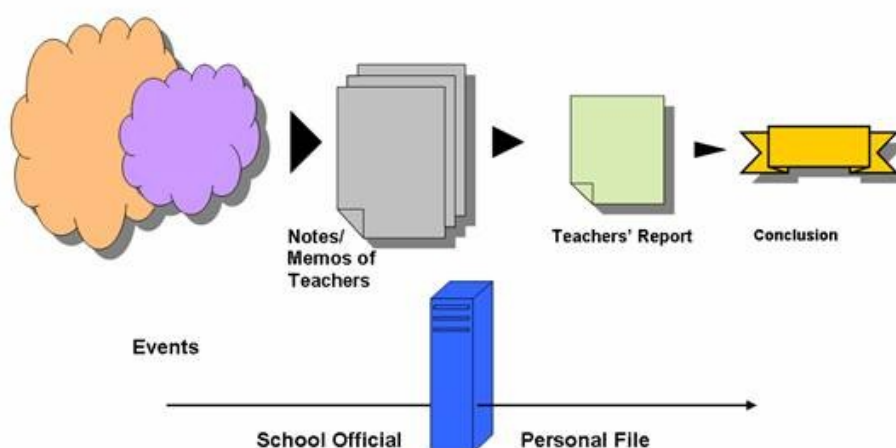 Notes/
Memos of
Teachers
Teachers’ Report
Conclusion
Events
School Official
Personal File